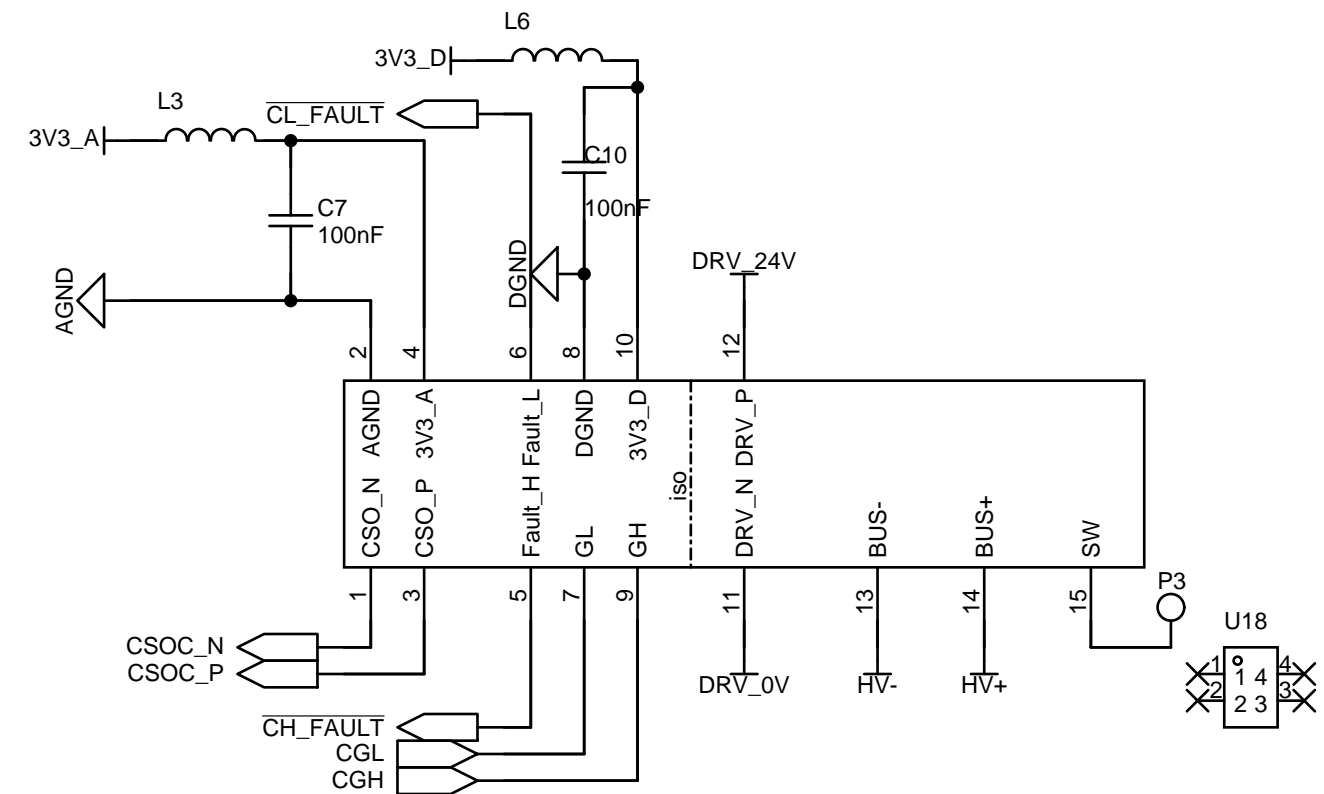 L6
3V3_D
L3
CL_FAULT
3V3_A
C10
100nF
C7
100nF
AGND
DGND
DRV_24V
2
4
6
8
10
12
AGND
3V3_A
Fault_L
DGND
3V3_D
DRV_P
iso
CSO_N
CSO_P
Fault_H
GL
GH
DRV_N
BUS-
BUS+
SW
1
3
5
7
9
11
13
14
15
P3
CSOC_N
CSOC_P
CH_FAULT
CGL
CGH
DRV_0V
HV-
HV+
U18
1 1 4 4
2 2 3 3